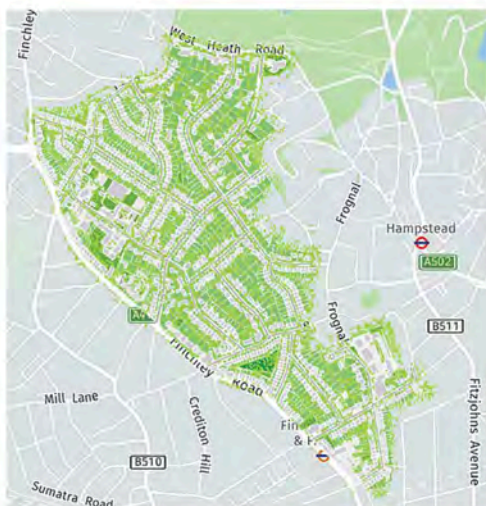 Finchley
West Heath Road
Frognal
Hampstead
A502
Frognal
B511
Finchley Road
Fitzjohns Avenue
Mill Lane
Crediton Hill
B510
Sumatra Road